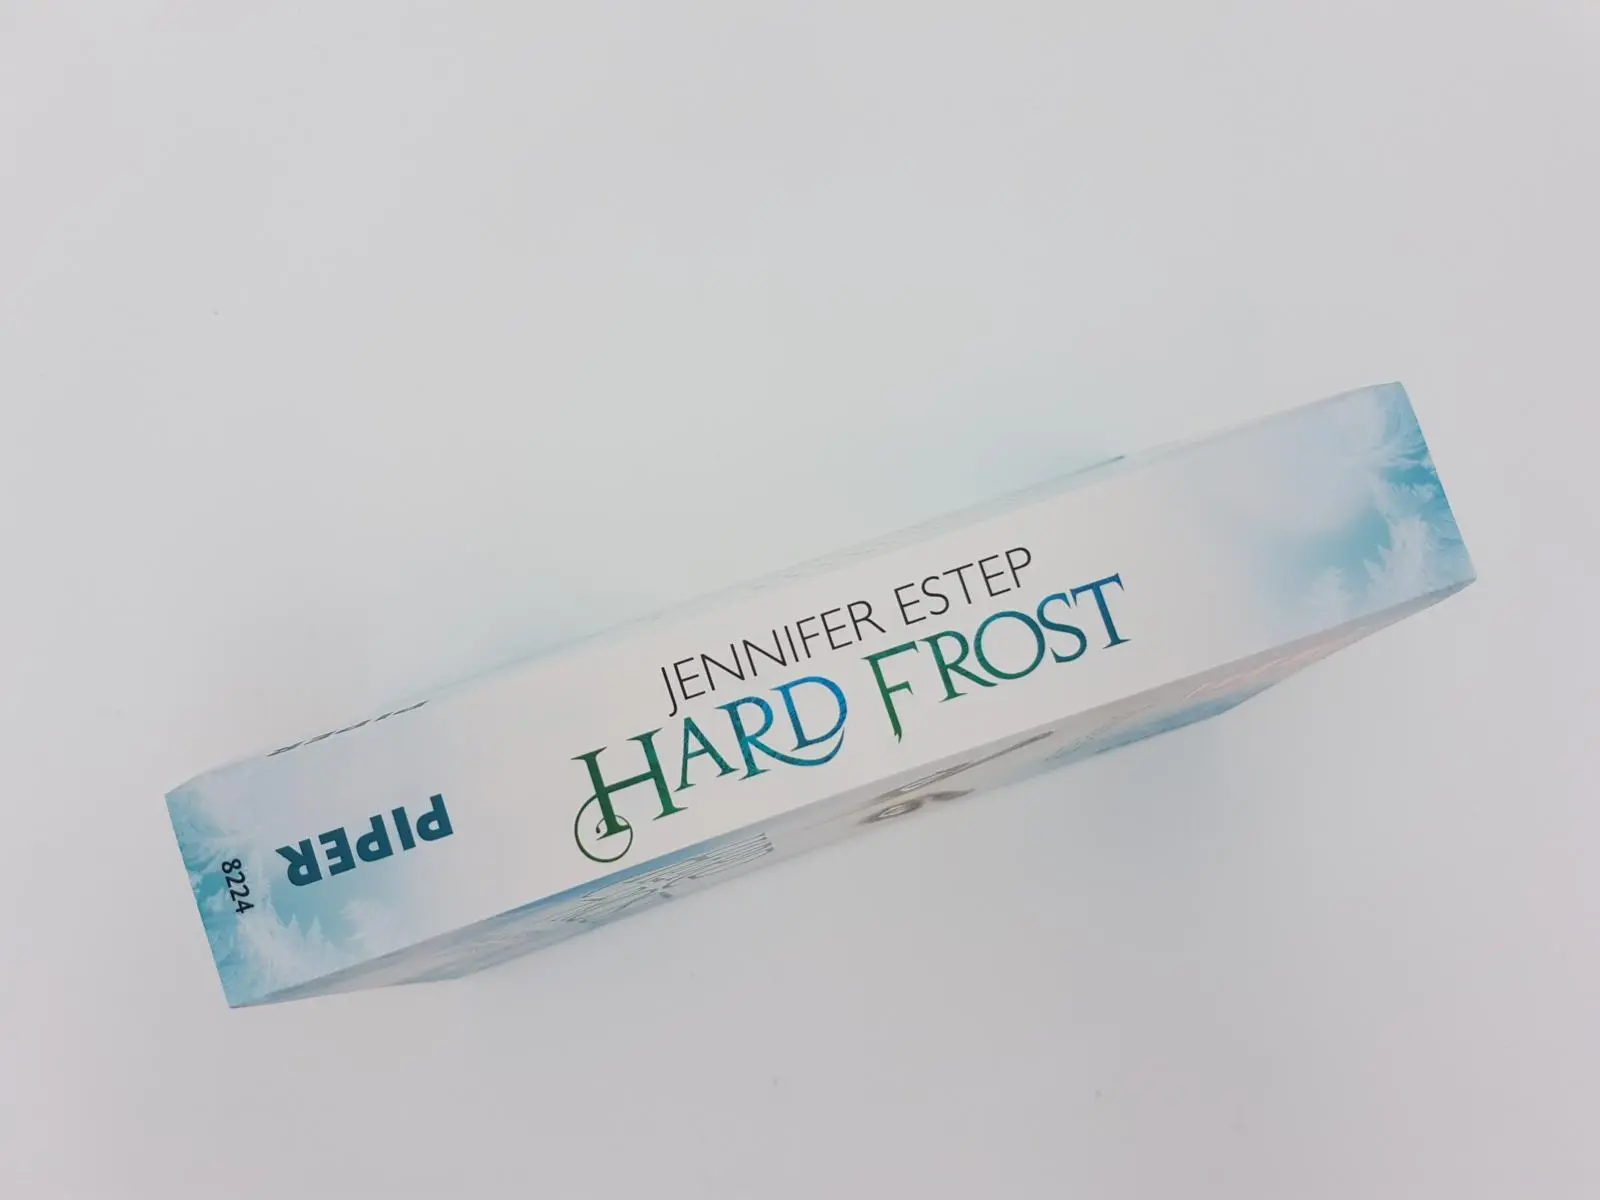 JENNIFER ESTEP
HARD FROST
PIPER
8224